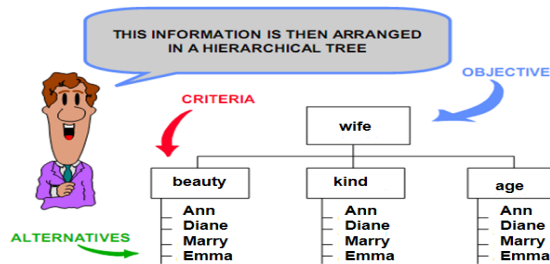 THIS INFORMATION IS THEN ARRANGED
IN A HIERARCHICAL TREE
OBJECTIVE
CRITERIA
wife
beauty
kind
age
Ann
Diane
Marry
Emma
Ann
Diane
Marry
Emma
Ann
Diane
Marry
Emma
ALTERNATIVES